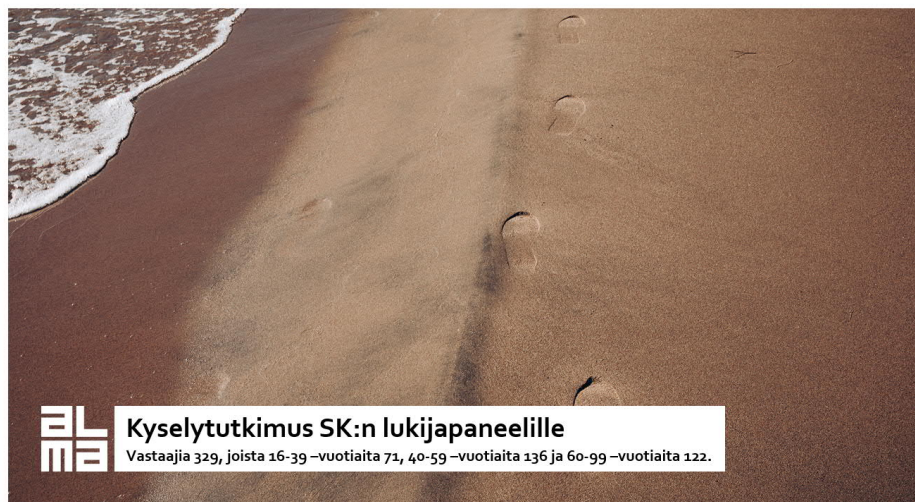 alma
Kyselytutkimus SK:n lukijapaneelille
Vastaajia 329, joista 16-39 –vuotiaita 71, 40-59 –vuotiaita 136 ja 60-99 –vuotiaita 122.